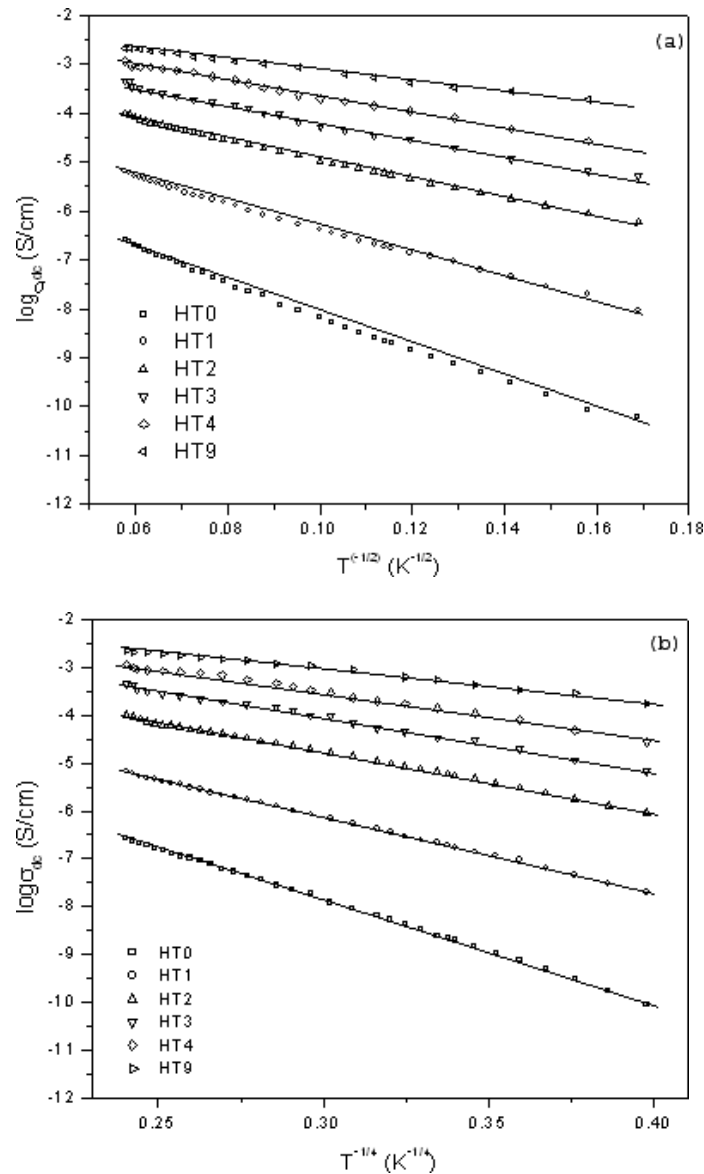 (a)
-2
-3
-4
-5
-6
-7
-8
-9
-10
-11
-12
logσdc (S/cm)
HT0
HT1
HT2
HT3
HT4
HT9
0.06 0.08 0.10 0.12 0.14 0.16 0.18
T(-1/2) (K-1/2)
(b)
-2
-3
-4
-5
-6
-7
-8
-9
-10
-11
-12
logσdc (S/cm)
HT0
HT1
HT2
HT3
HT4
HT9
0.25 0.30 0.35 0.40
T-1/4 (K-1/4)